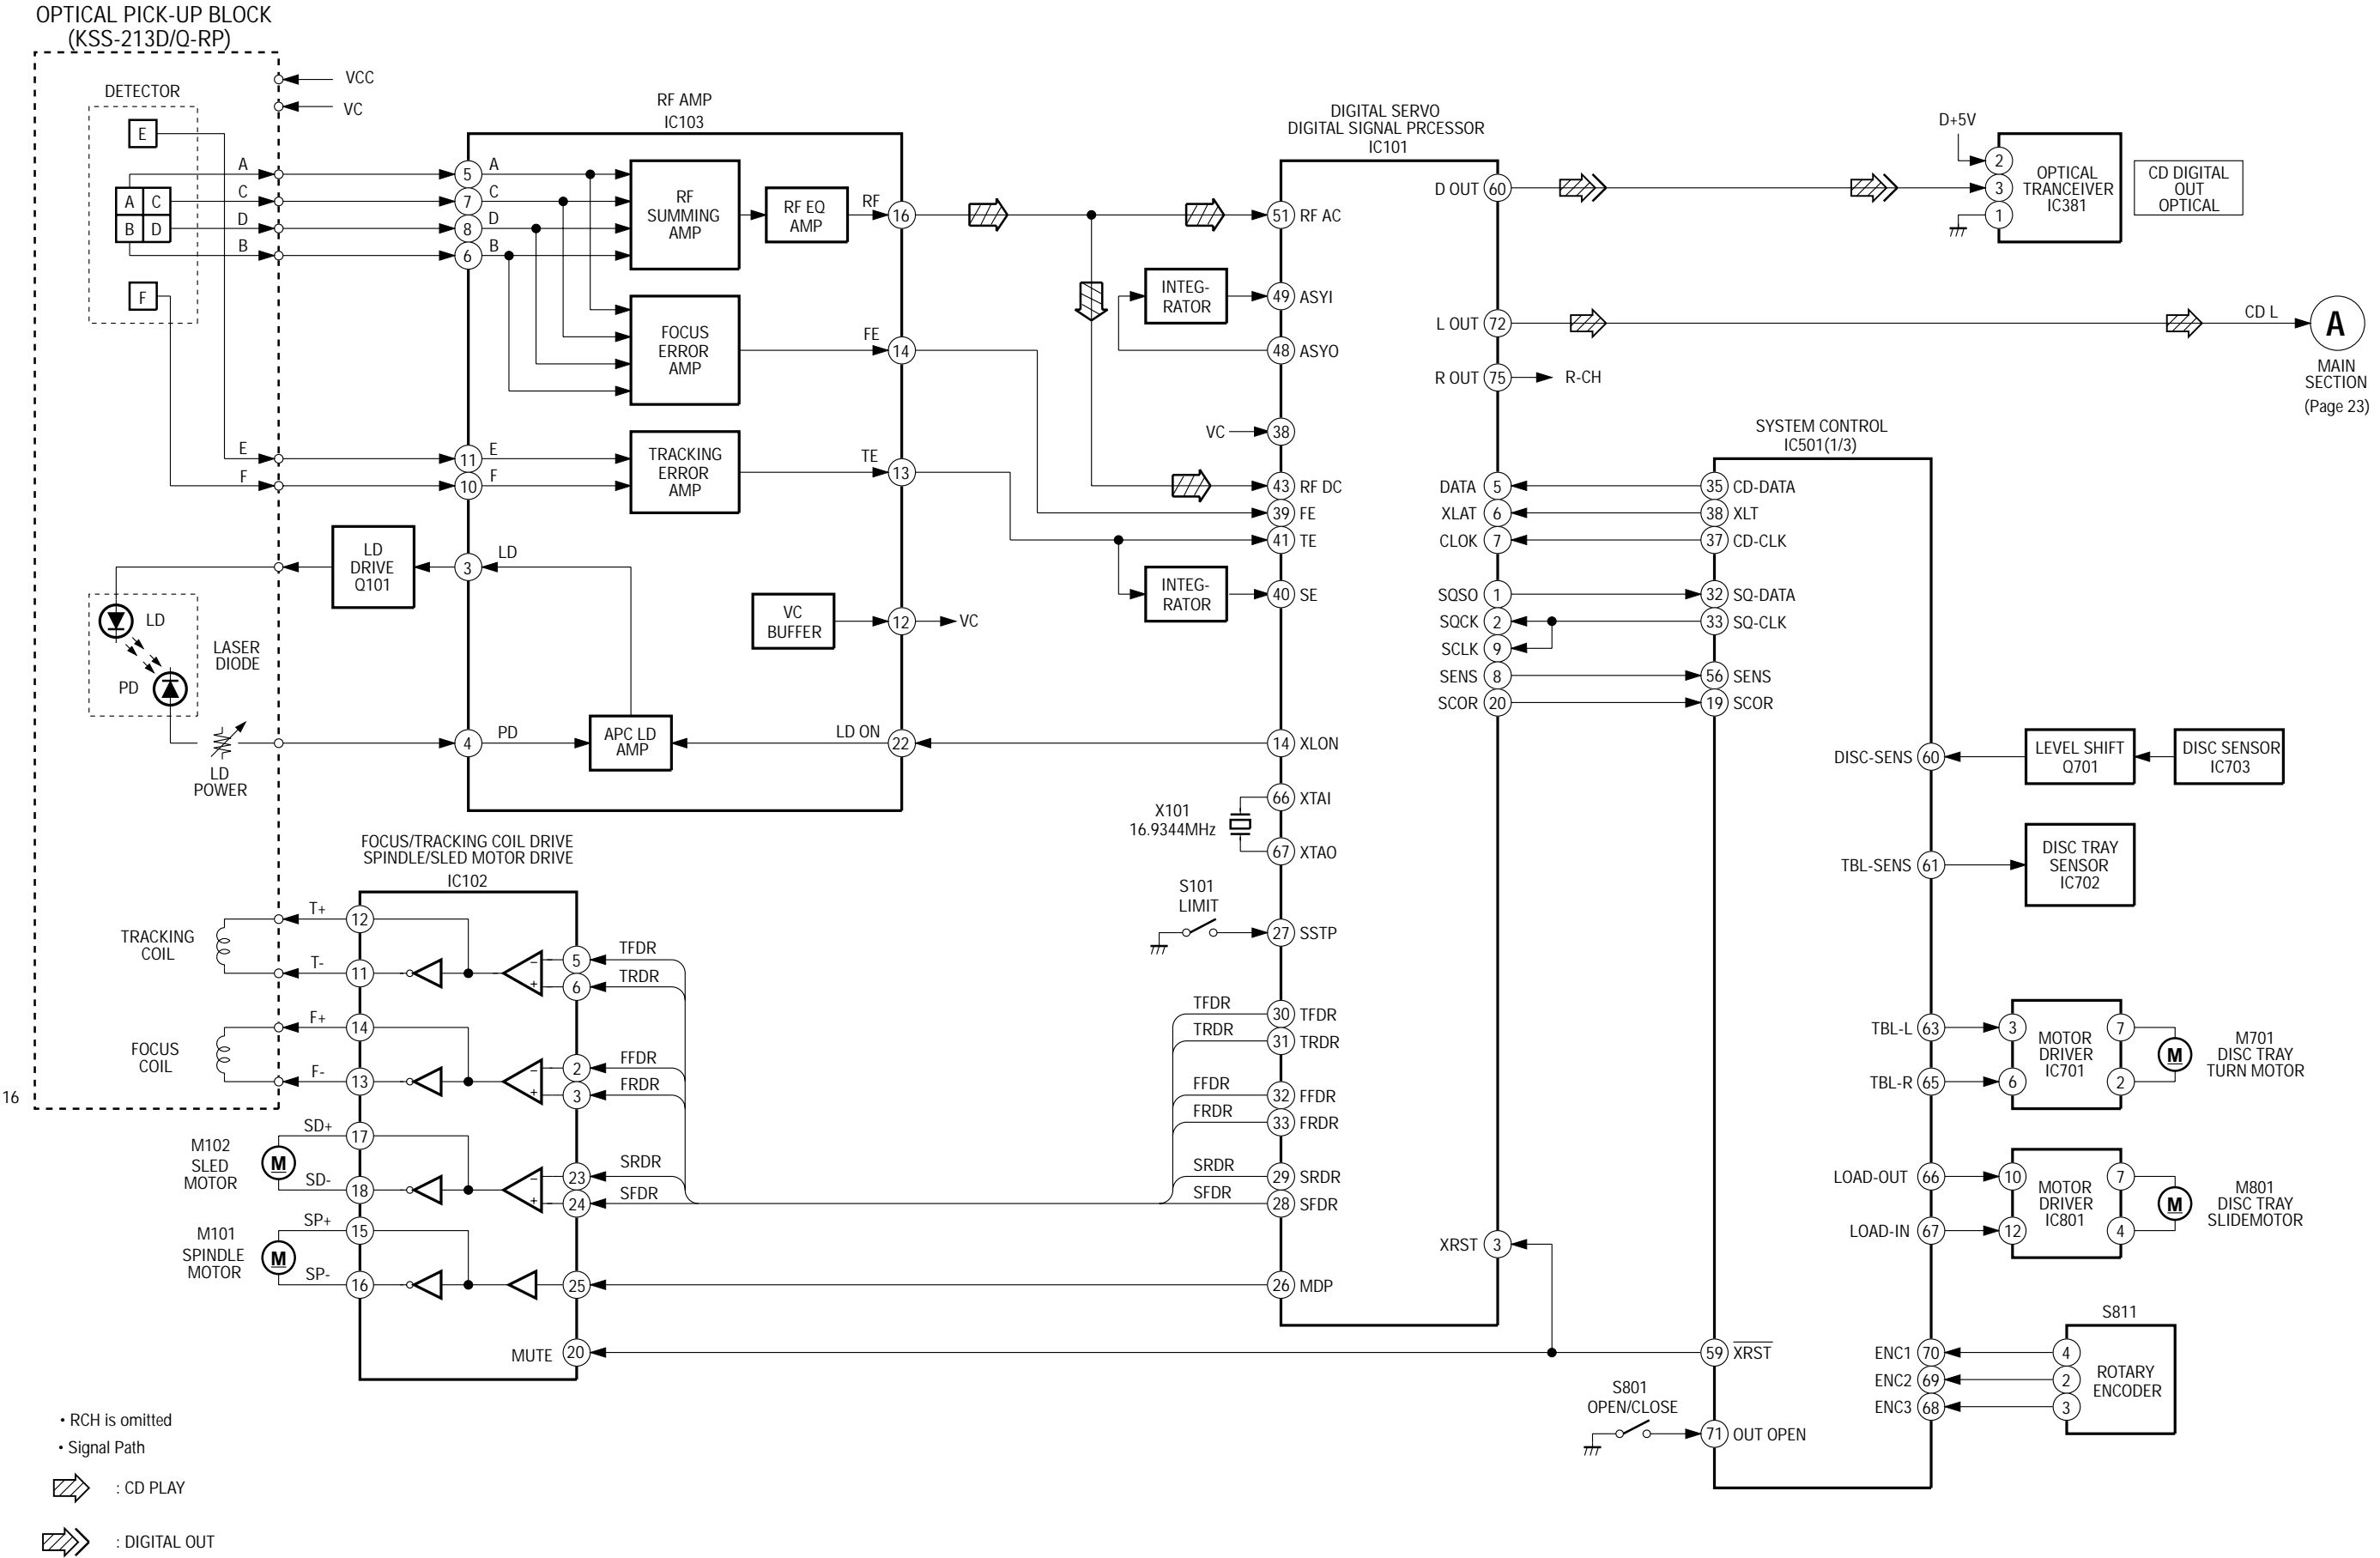 OPTICAL PICK-UP BLOCK
(KSS-213D/Q-RP)
VCC
VC
DETECTOR
E
A
C
B
D
F
A
C
D
B
E
F
LD
DRIVE
Q101
LD
PD
LASER
DIODE
LD
POWER
RF AMP
IC103
5
A
7
C
8
D
6
B
RF
SUMMING
AMP
RF EQ
AMP
RF
16
FOCUS
ERROR
AMP
FE
14
11
E
10
F
TRACKING
ERROR
AMP
TE
13
3
LD
VC
BUFFER
12
VC
4
PD
APC LD
AMP
LD ON
22
FOCUS/TRACKING COIL DRIVE
SPINDLE/SLED MOTOR DRIVE
IC102
TRACKING
COIL
T+
12
T-
11
5
TFDR
6
TRDR
FOCUS
COIL
F+
14
F-
13
2
FFDR
3
FRDR
M102
SLED
MOTOR
M
SD+
17
SD-
18
23
SRDR
24
SFDR
M101
SPINDLE
MOTOR
M
SP+
15
SP-
16
25
MUTE
20
DIGITAL SERVO
DIGITAL SIGNAL PRCESSOR
IC101
51
RF AC
INTEG-
RATOR
49
ASYI
48
ASYO
VC
38
43
RF DC
39
FE
41
TE
INTEG-
RATOR
40
SE
14
XLON
X101
16.9344MHz
66
XTAI
67
XTAO
S101
LIMIT
27
SSTP
TFDR
30
TFDR
TRDR
31
TRDR
FFDR
32
FFDR
FRDR
33
FRDR
SRDR
29
SRDR
SFDR
28
SFDR
26
MDP
D OUT
60
L OUT
72
R OUT
75
R-CH
DATA
5
XLAT
6
CLOK
7
SQSO
1
SQCK
2
SCLK
9
SENS
8
SCOR
20
XRST
3
D+5V
2
3
1
OPTICAL
TRANCEIVER
IC381
CD DIGITAL
OUT
OPTICAL
CD L
A
MAIN
SECTION
(Page 23)
SYSTEM CONTROL
IC501(1/3)
35
CD-DATA
38
XLT
37
CD-CLK
32
SQ-DATA
33
SQ-CLK
56
SENS
19
SCOR
59
XRST
S801
OPEN/CLOSE
71
OUT OPEN
DISC-SENS
60
LEVEL SHIFT
Q701
DISC SENSOR
IC703
TBL-SENS
61
DISC TRAY
SENSOR
IC702
TBL-L
63
3
TBL-R
65
6
MOTOR
DRIVER
IC701
7
2
M
M701
DISC TRAY
TURN MOTOR
LOAD-OUT
66
10
LOAD-IN
67
12
MOTOR
DRIVER
IC801
7
4
M
M801
DISC TRAY
SLIDEMOTOR
S811
ENC1
70
4
ENC2
69
2
ENC3
68
3
ROTARY
ENCODER
16
• RCH is omitted
• Signal Path
: CD PLAY
: DIGITAL OUT